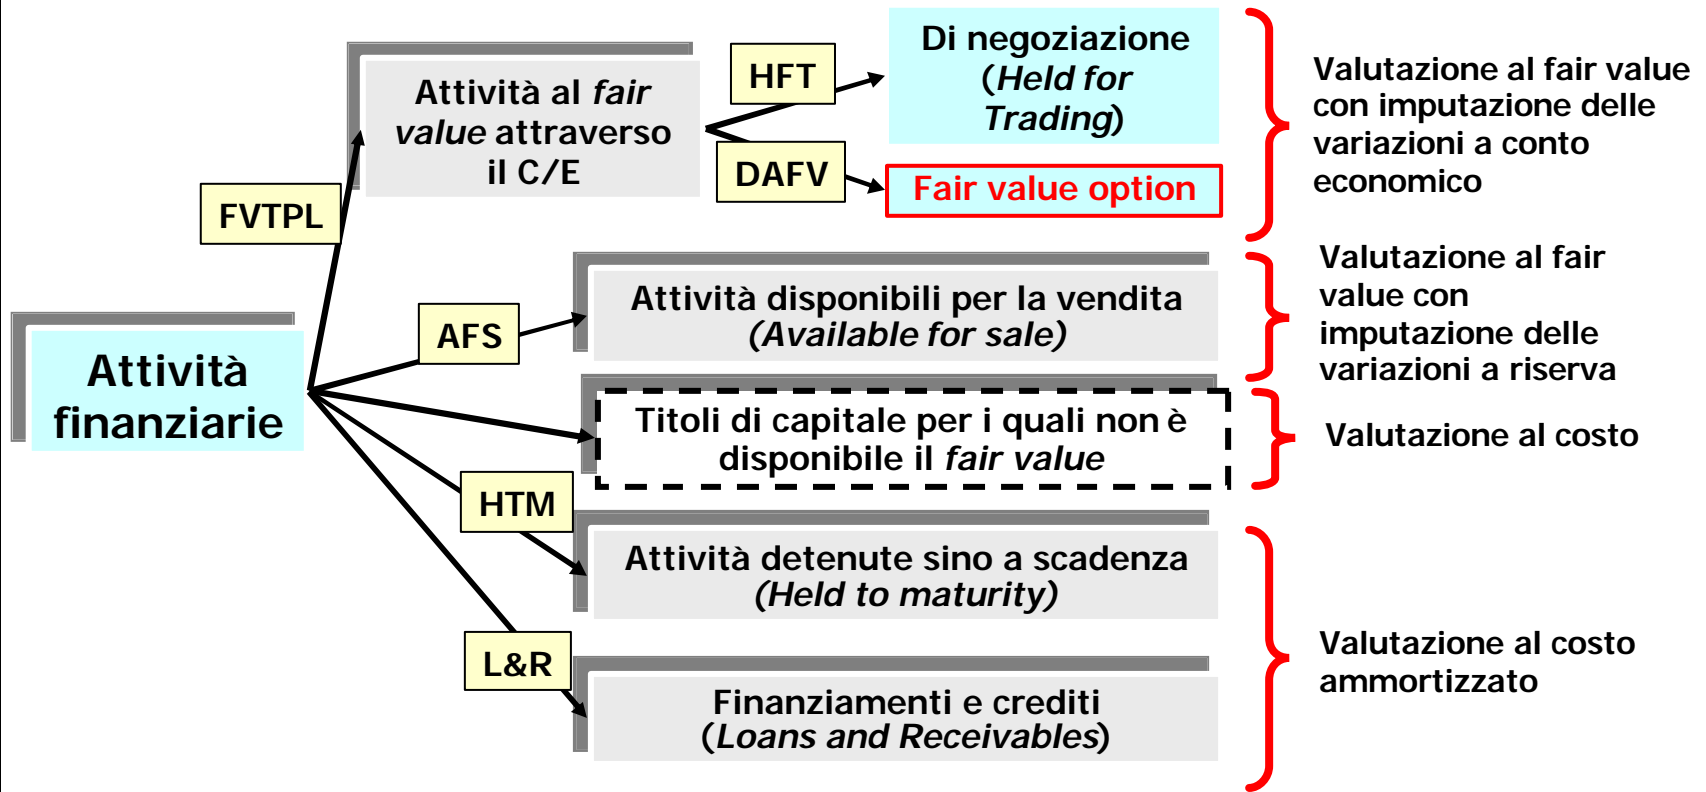 Attività
finanziarie
FVTPL
Attività al fair
value attraverso
il C/E
HFT
Di negoziazione
(Held for
Trading)
DAFV
Fair value option
Valutazione al fair value
con imputazione delle
variazioni a conto
economico
AFS
Attività disponibili per la vendita
(Available for sale)
Valutazione al fair
value con
imputazione delle
variazioni a riserva
Titoli di capitale per i quali non è
disponibile il fair value
Valutazione al costo
HTM
Attività detenute sino a scadenza
(Held to maturity)
L&R
Finanziamenti e crediti
(Loans and Receivables)
Valutazione al costo
ammortizzato